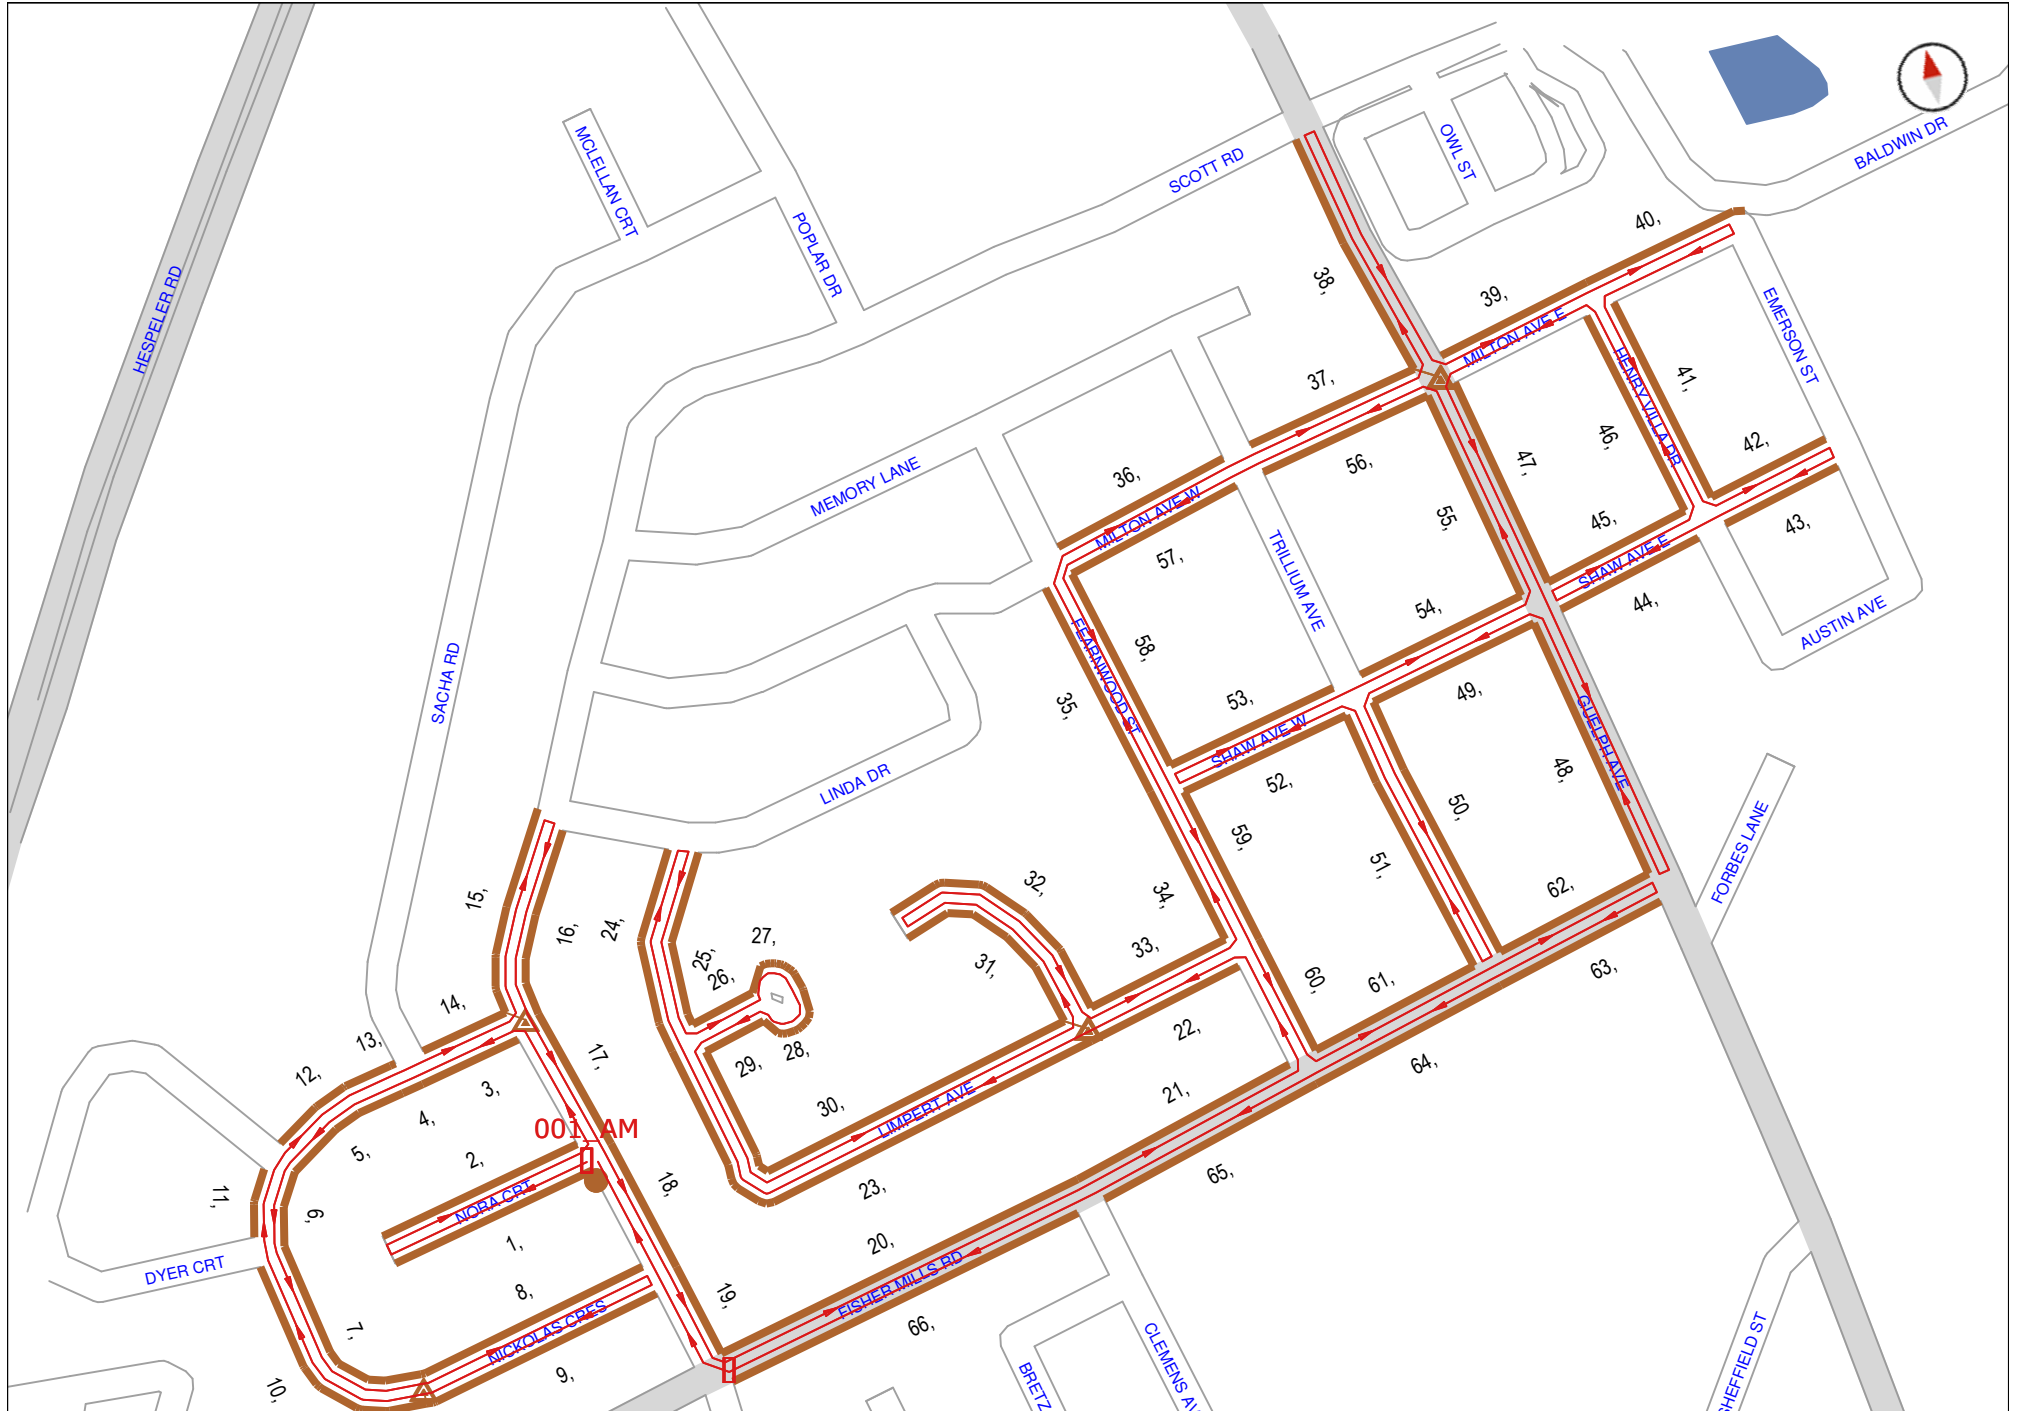 MCLELLAN CRT
POPLAR DR
SCOTT RD
OWL ST
BALDWIN DR
HESPELER RD
40,
38,
39,
MILTON AVE E
EMERSON ST
HENRY VILLA DR
41,
37,
46,
47,
42,
56,
36,
MEMORY LANE
MILTON AVE W
55,
45,
43,
57,
TRILLIUM AVE
SHAW AVE E
44,
54,
AUSTIN AVE
SACHA RD
FEARNWOOD ST
58,
35,
53,
49,
GUELPH AVE
SHAW AVE W
52,
48,
LINDA DR
50,
59,
51,
FORBES LANE
15,
16,
24,
32,
34,
62,
27,
25,
26,
31,
33,
60,
61,
63,
14,
13,
22,
28,
29,
17,
64,
12,
3,
4,
5,
30,
LIMPERT AVE
21,
001_AM
2,
18,
65,
11,
6,
NORA CRT
23,
1,
20,
DYER CRT
8,
FISHER MILLS RD
19,
7,
NICKOLAS CRES
66,
9,
10,
BRETZ
CLEMENS AV
SHEFFIELD ST